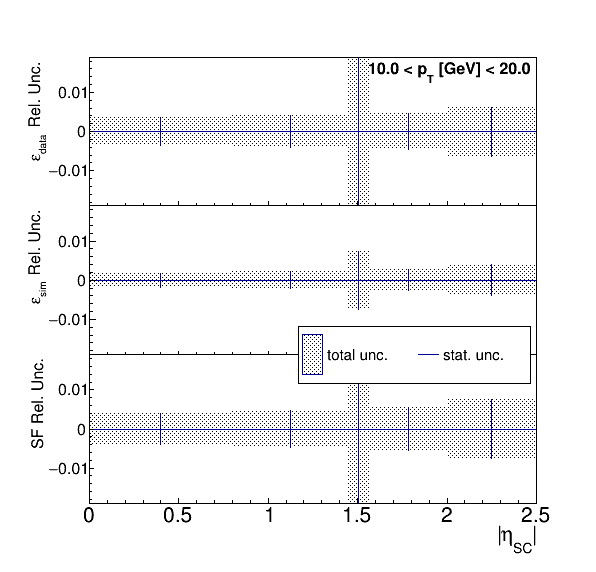 10.0 < p_T [GeV] < 20.0
ε_data Rel. Unc.
0.01
0
−0.01
ε_sim Rel. Unc.
0.01
0
−0.01
total unc. stat. unc.
SF Rel. Unc.
0.01
0
−0.01
0 0.5 1 1.5 2 2.5
|η_SC|